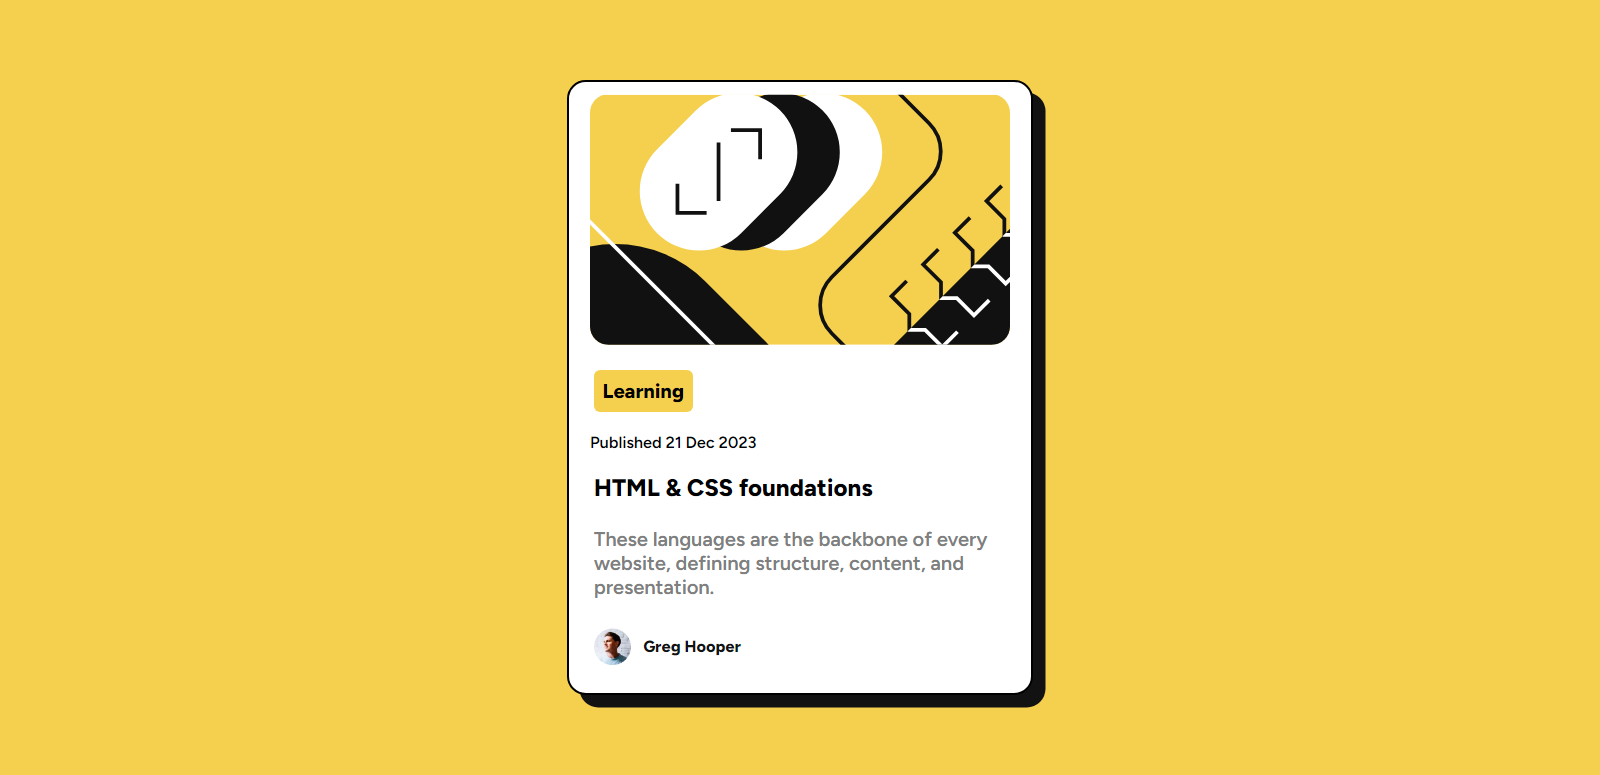 Learning
Published 21 Dec 2023
HTML & CSS foundations
These languages are the backbone of every
website, defining structure, content, and
presentation.
Greg Hooper